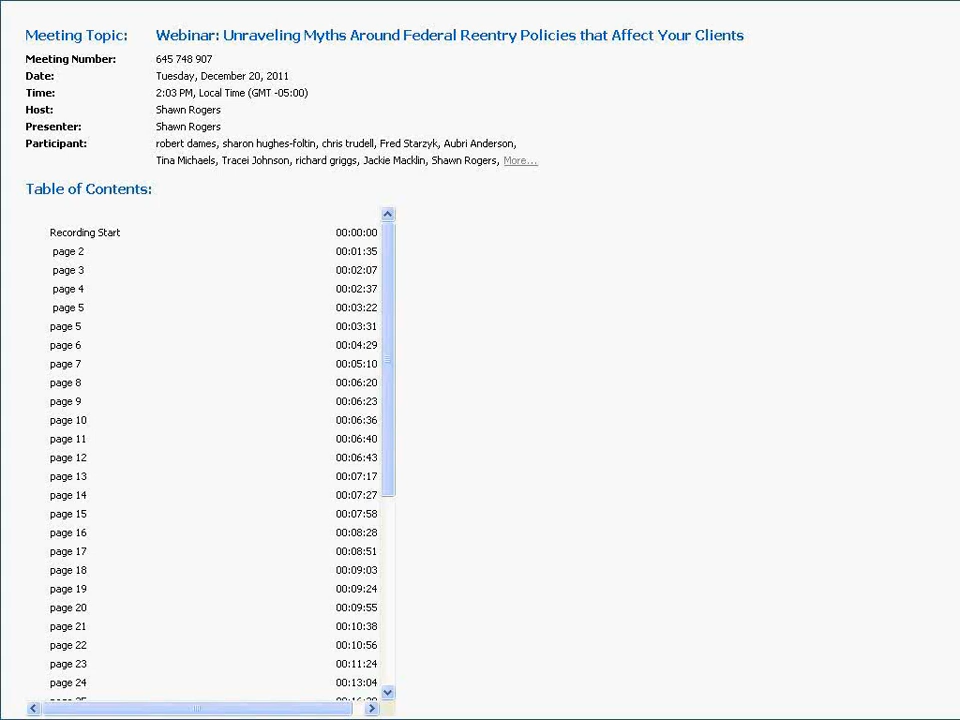 Meeting Topic: Webinar: Unraveling Myths Around Federal Reentry Policies that Affect Your Clients
Meeting Number: 645 748 907
Date: Tuesday, December 20, 2011
Time: 2:03 PM, Local Time (GMT -05:00)
Host: Shawn Rogers
Presenter: Shawn Rogers
Participant: robert dames, sharon hughes-foltin, chris trudell, Fred Starzyk, Aubri Anderson,
Tina Michaels, Tracei Johnson, richard griggs, Jackie Macklin, Shawn Rogers, More...
Table of Contents:
Recording Start 00:00:00
page 2 00:01:35
page 3 00:02:07
page 4 00:02:37
page 5 00:03:22
page 5 00:03:31
page 6 00:04:29
page 7 00:05:10
page 8 00:06:20
page 9 00:06:23
page 10 00:06:36
page 11 00:06:40
page 12 00:06:43
page 13 00:07:17
page 14 00:07:27
page 15 00:07:58
page 16 00:08:28
page 17 00:08:51
page 18 00:09:03
page 19 00:09:24
page 20 00:09:55
page 21 00:10:38
page 22 00:10:56
page 23 00:11:24
page 24 00:13:04